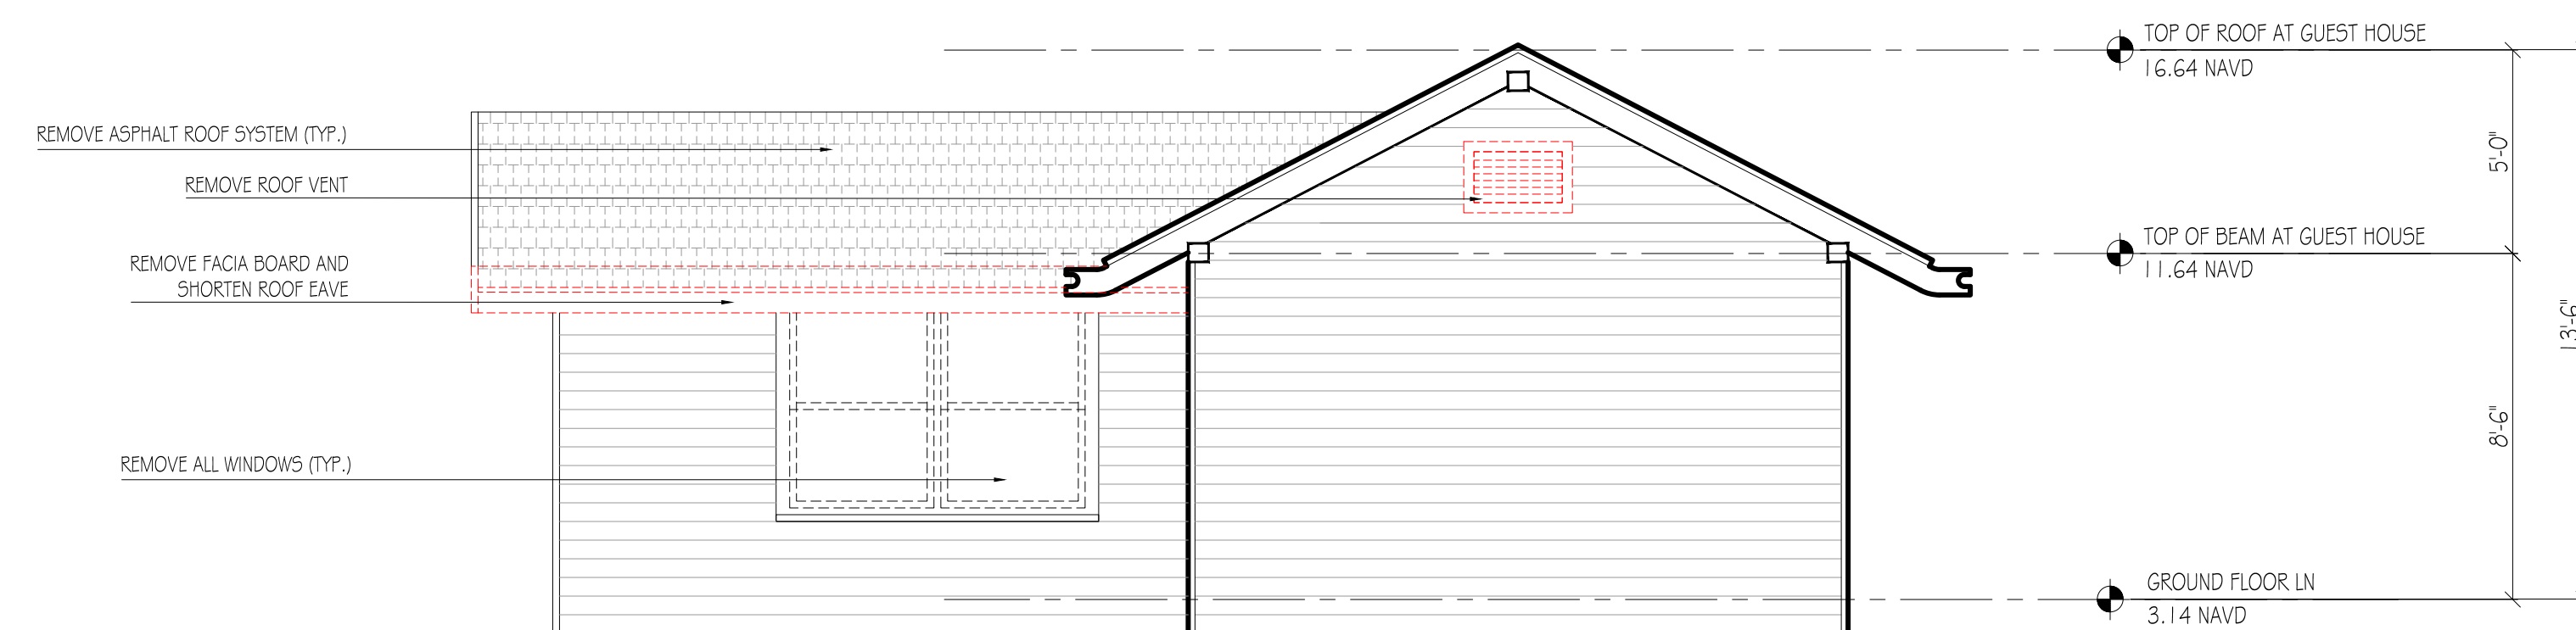 TOP OF ROOF AT GUEST HOUSE
16.64 NAVD
REMOVE ASPHALT ROOF SYSTEM (TYP.)
REMOVE ROOF VENT
5'-0"
TOP OF BEAM AT GUEST HOUSE
11.64 NAVD
REMOVE FACIA BOARD AND
SHORTEN ROOF EAVE
13'-6"
8'-6"
REMOVE ALL WINDOWS (TYP.)
GROUND FLOOR LN
3.14 NAVD